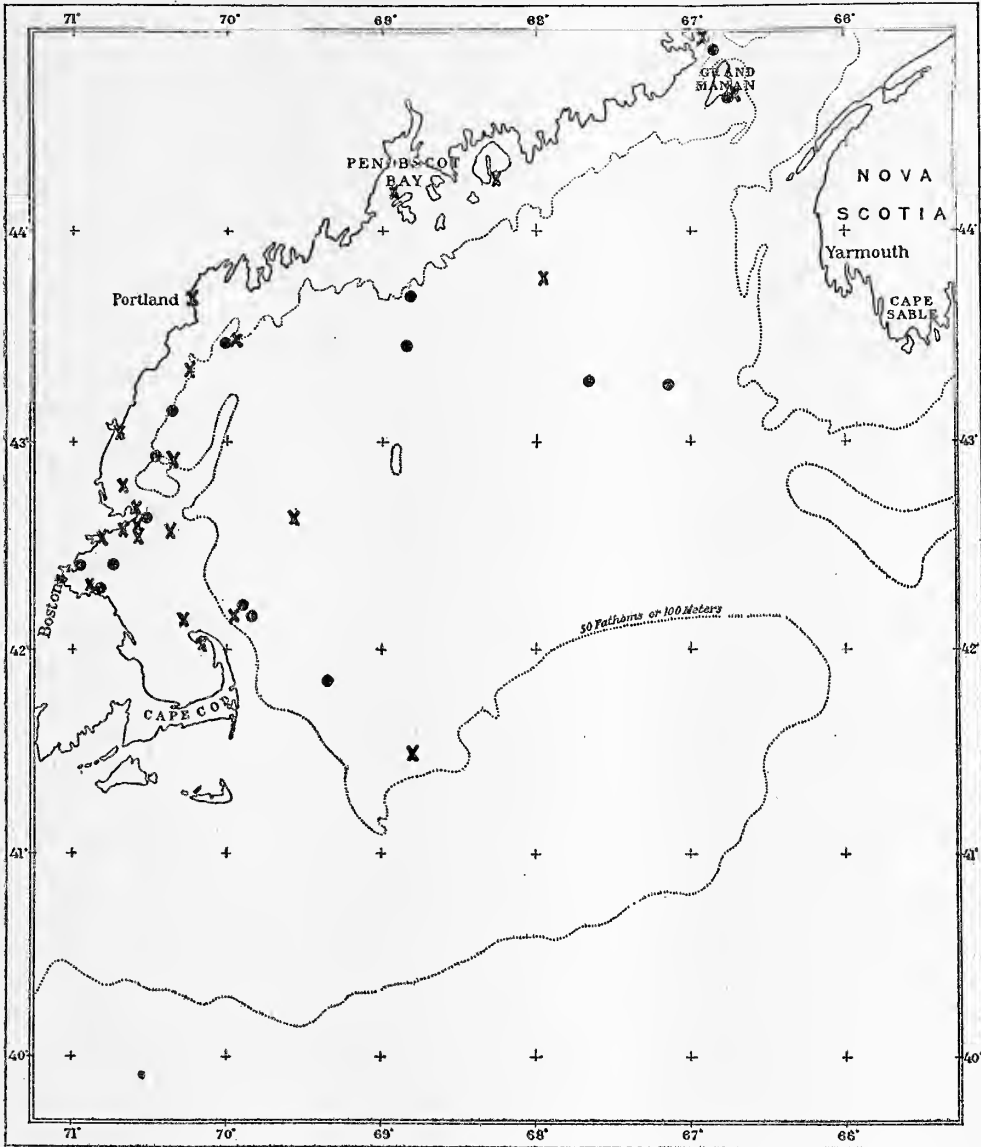 71° 70° 69° 68° 67° 66°
GRAND
MANAN
PENOBSCOT
BAY
NOVA
SCOTIA
44° 44°
Yarmouth
Portland
CAPE
SABLE
43° 43°
Boston
50 Fathoms or 100 Meters
42° 42°
CAPE COD
41° 41°
40° 40°
71° 70° 69° 68° 67° 66°